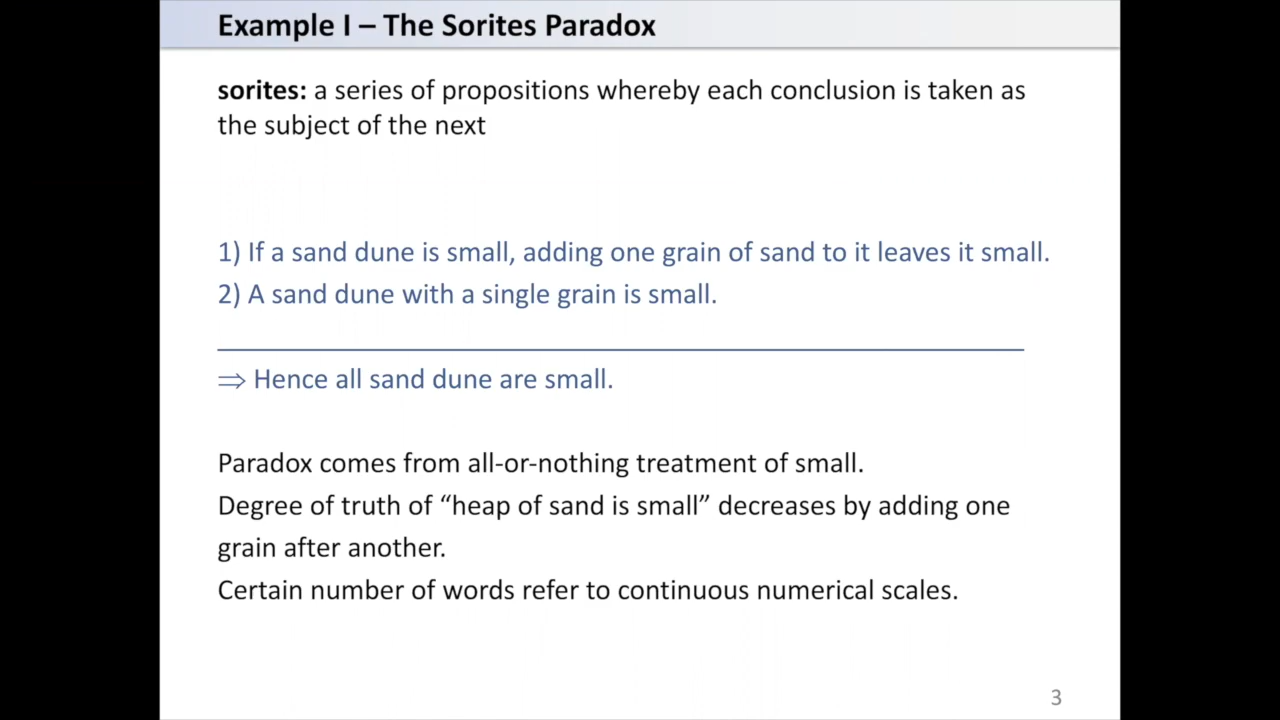 Example I – The Sorites Paradox
sorites: a series of propositions whereby each conclusion is taken as
the subject of the next
1) If a sand dune is small, adding one grain of sand to it leaves it small.
2) A sand dune with a single grain is small.
⇒ Hence all sand dune are small.
Paradox comes from all-or-nothing treatment of small.
Degree of truth of “heap of sand is small” decreases by adding one
grain after another.
Certain number of words refer to continuous numerical scales.
3